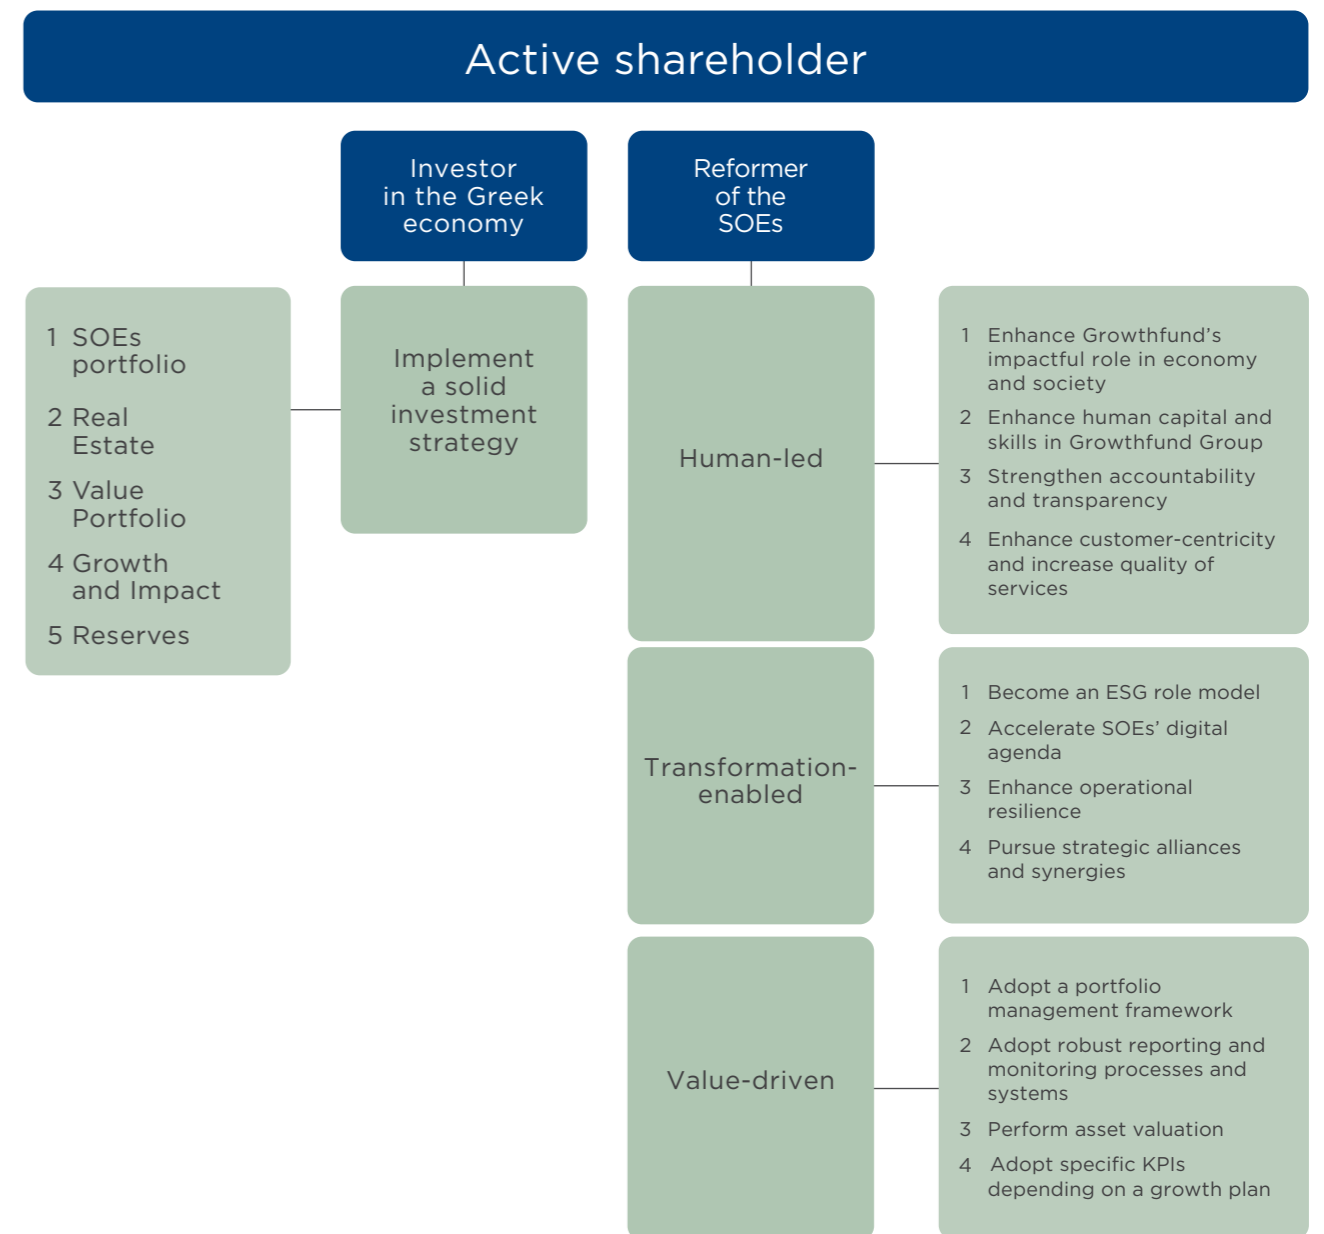 Active shareholder
Investor
in the Greek
economy
Reformer
of the
SOEs
1 SOEs
portfolio
2 Real
Estate
3 Value
Portfolio
4 Growth
and Impact
5 Reserves
Implement
a solid
investment
strategy
Human-led
1 Enhance Growthfund's
impactful role in economy
and society
2 Enhance human capital and
skills in Growthfund Group
3 Strengthen accountability
and transparency
4 Enhance customer-centricity
and increase quality of
services
Transformation-
enabled
1 Become an ESG role model
2 Accelerate SOEs' digital
agenda
3 Enhance operational
resilience
4 Pursue strategic alliances
and synergies
Value-driven
1 Adopt a portfolio
management framework
2 Adopt robust reporting and
monitoring processes and
systems
3 Perform asset valuation
4 Adopt specific KPIs
depending on a growth plan